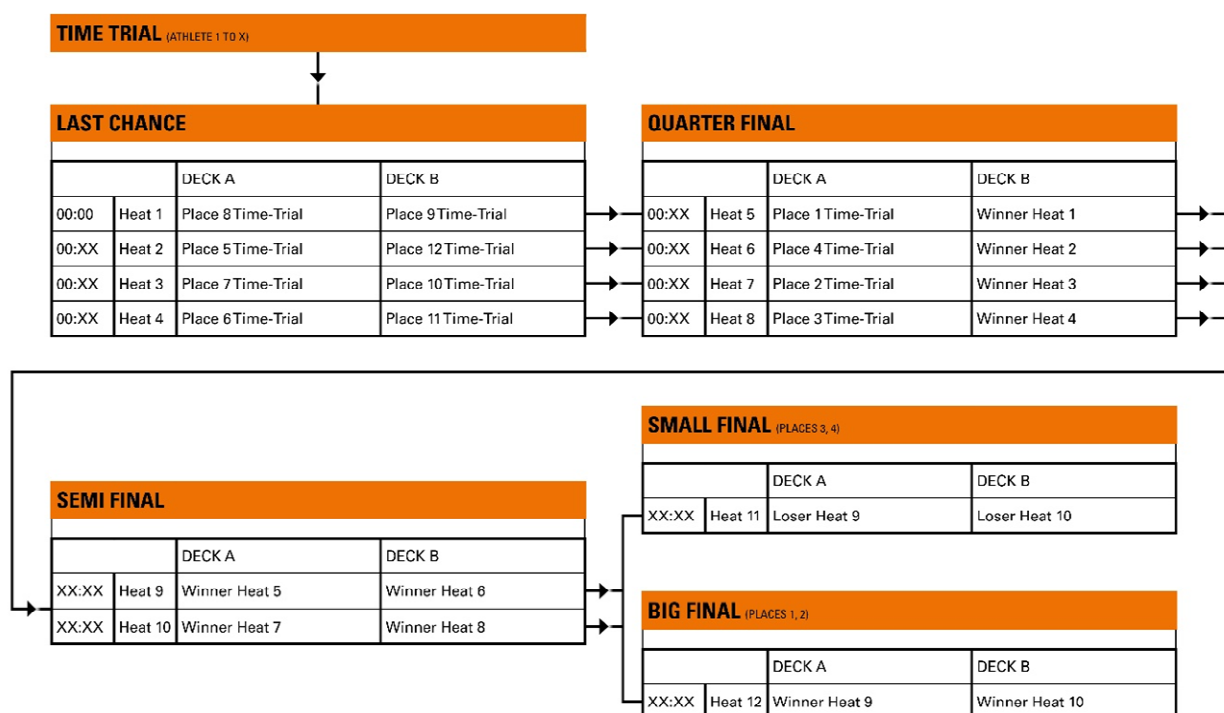 TIME TRIAL (ATHLETE 1 TO X)
LAST CHANCE
DECK A DECK B
00:00 Heat 1 Place 8 Time-Trial Place 9 Time-Trial
00:XX Heat 2 Place 5 Time-Trial Place 12 Time-Trial
00:XX Heat 3 Place 7 Time-Trial Place 10 Time-Trial
00:XX Heat 4 Place 6 Time-Trial Place 11 Time-Trial
QUARTER FINAL
DECK A DECK B
00:XX Heat 5 Place 1 Time-Trial Winner Heat 1
00:XX Heat 6 Place 4 Time-Trial Winner Heat 2
00:XX Heat 7 Place 2 Time-Trial Winner Heat 3
00:XX Heat 8 Place 3 Time-Trial Winner Heat 4
SEMI FINAL
DECK A DECK B
XX:XX Heat 9 Winner Heat 5 Winner Heat 6
XX:XX Heat 10 Winner Heat 7 Winner Heat 8
SMALL FINAL (PLACES 3, 4)
DECK A DECK B
XX:XX Heat 11 Loser Heat 9 Loser Heat 10
BIG FINAL (PLACES 1, 2)
DECK A DECK B
XX:XX Heat 12 Winner Heat 9 Winner Heat 10